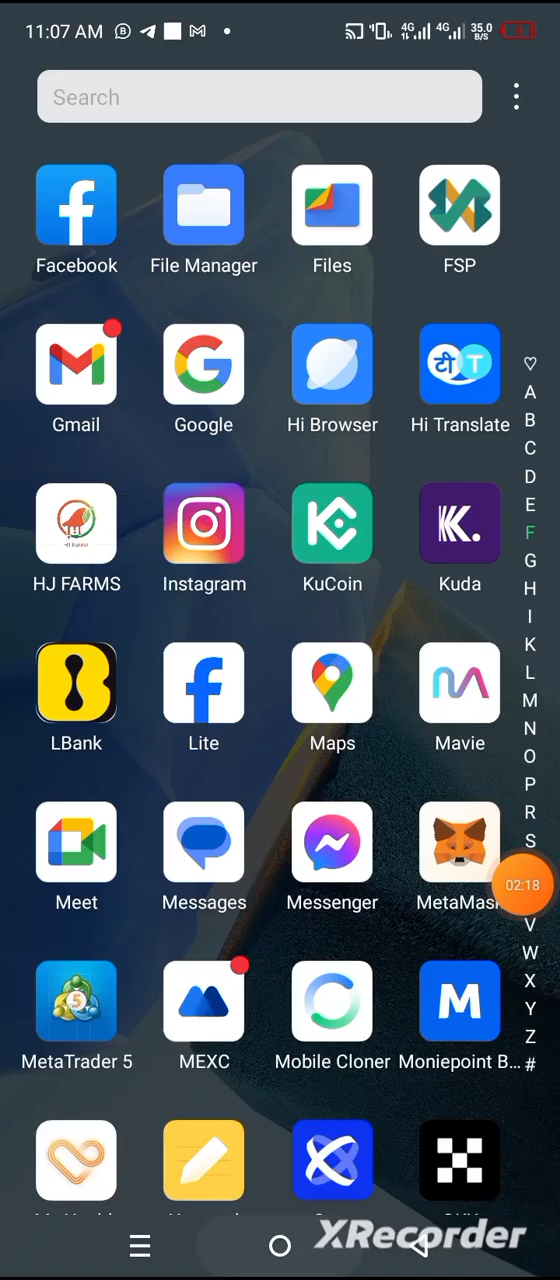 11:07 AM 4G 4G 35.0 B/S
Search
Facebook File Manager Files FSP
Gmail Google Hi Browser Hi Translate
टी T
HJ FARMS Instagram KuCoin Kuda
K.
LBank Lite Maps Mavie
Meet Messages Messenger MetaMask
5
MetaTrader 5 MEXC Mobile Cloner Moniepoint B...
♡
A
B
C
D
E
F
G
H
I
K
L
M
N
O
P
R
S
02:18
V
W
X
Y
Z
#
XRecorder